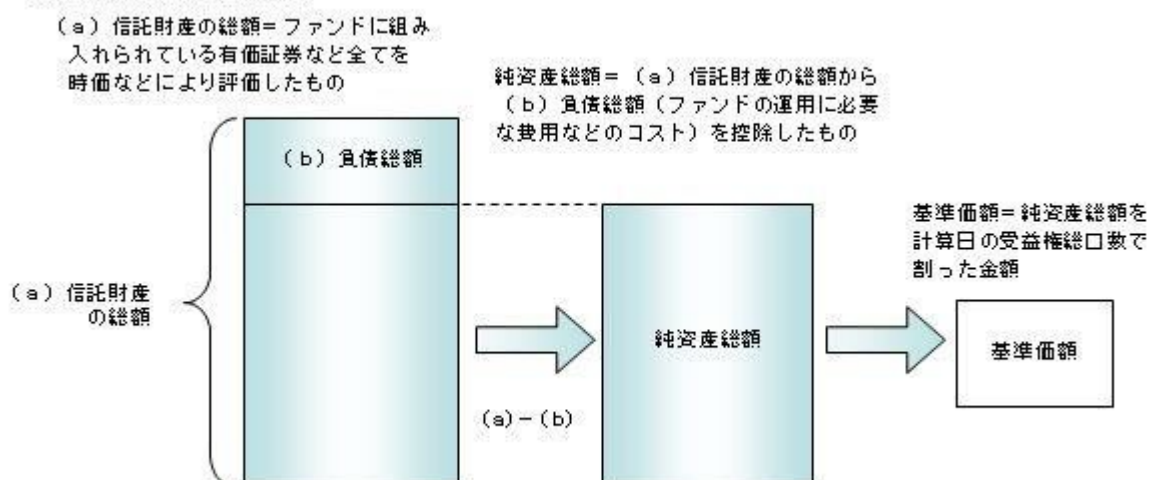 （a）信託財産の総額＝ファンドに組み
入れられている有価証券など全てを
時価などにより評価したもの
純資産総額＝（a）信託財産の総額から
（b）負債総額（ファンドの運用に必要
な費用などのコスト）を控除したもの
（b）負債総額
基準価額＝純資産総額を
計算日の受益権総口数で
割った金額
（a）信託財産
の総額
純資産総額
基準価額
(a)－(b)